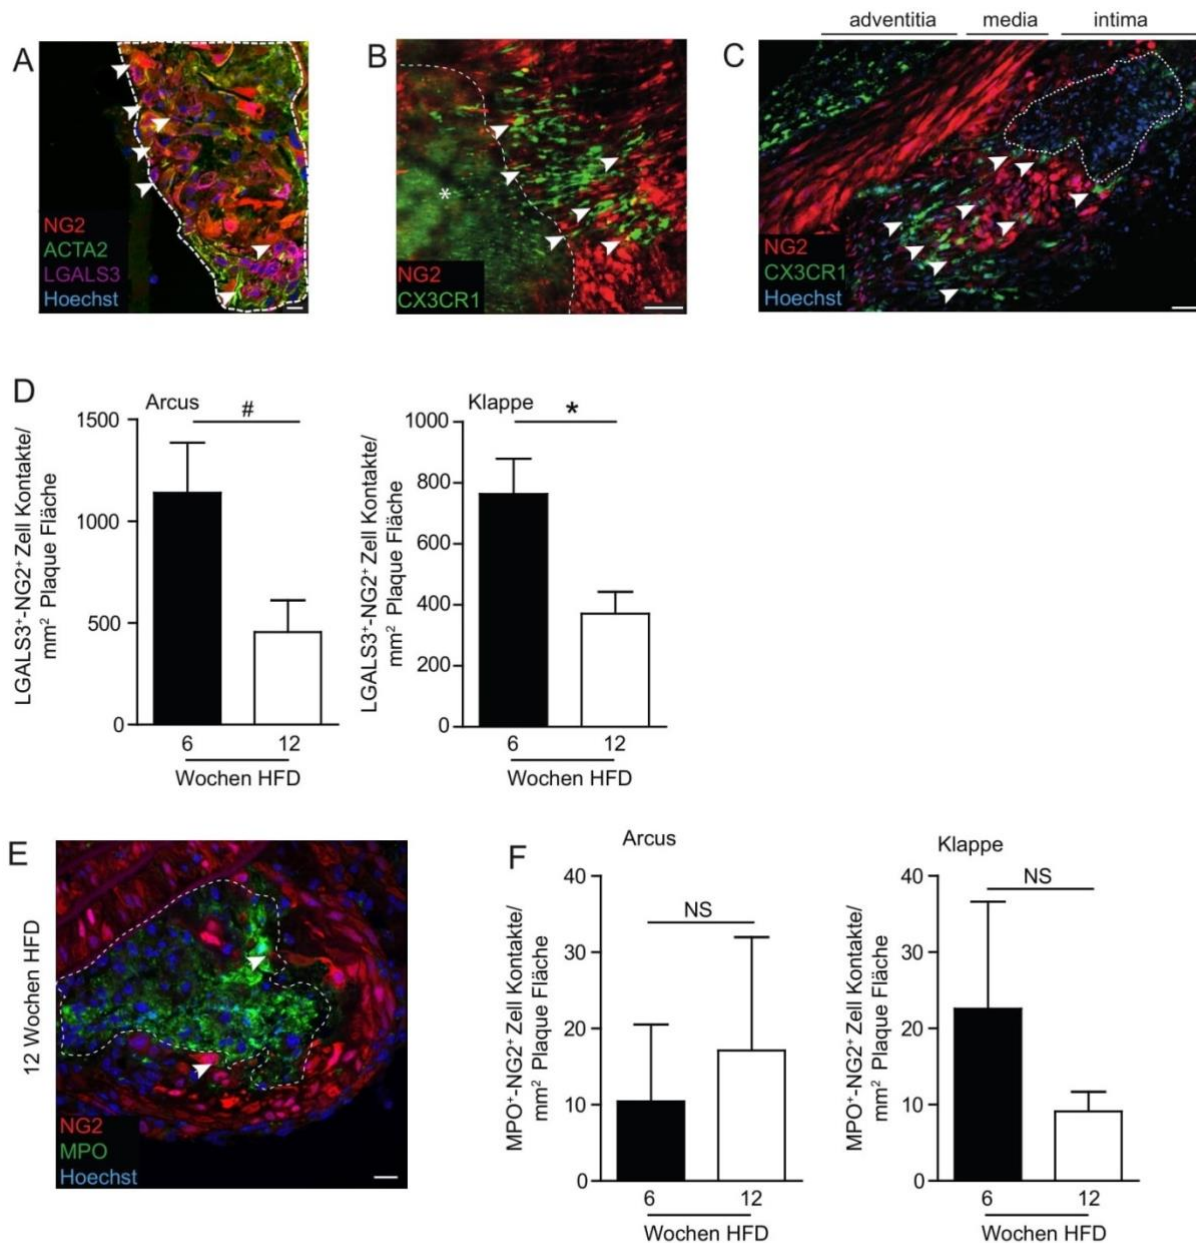 adventitia media intima
A
NG2
ACTA2
LGALS3
Hoechst
B
*
NG2
CX3CR1
C
NG2
CX3CR1
Hoechst
D
Arcus
#
1500
1000
500
0
LGALS3⁺-NG2⁺ Zell Kontakte/
mm² Plaque Fläche
6 12
Wochen HFD
Klappe
*
1000
800
600
400
200
0
LGALS3⁺-NG2⁺ Zell Kontakte/
mm² Plaque Fläche
6 12
Wochen HFD
E
12 Wochen HFD
NG2
MPO
Hoechst
F
Arcus
NS
40
30
20
10
0
MPO⁺-NG2⁺ Zell Kontakte/
mm² Plaque Fläche
6 12
Wochen HFD
Klappe
NS
40
30
20
10
0
MPO⁺-NG2⁺ Zell Kontakte/
mm² Plaque Fläche
6 12
Wochen HFD